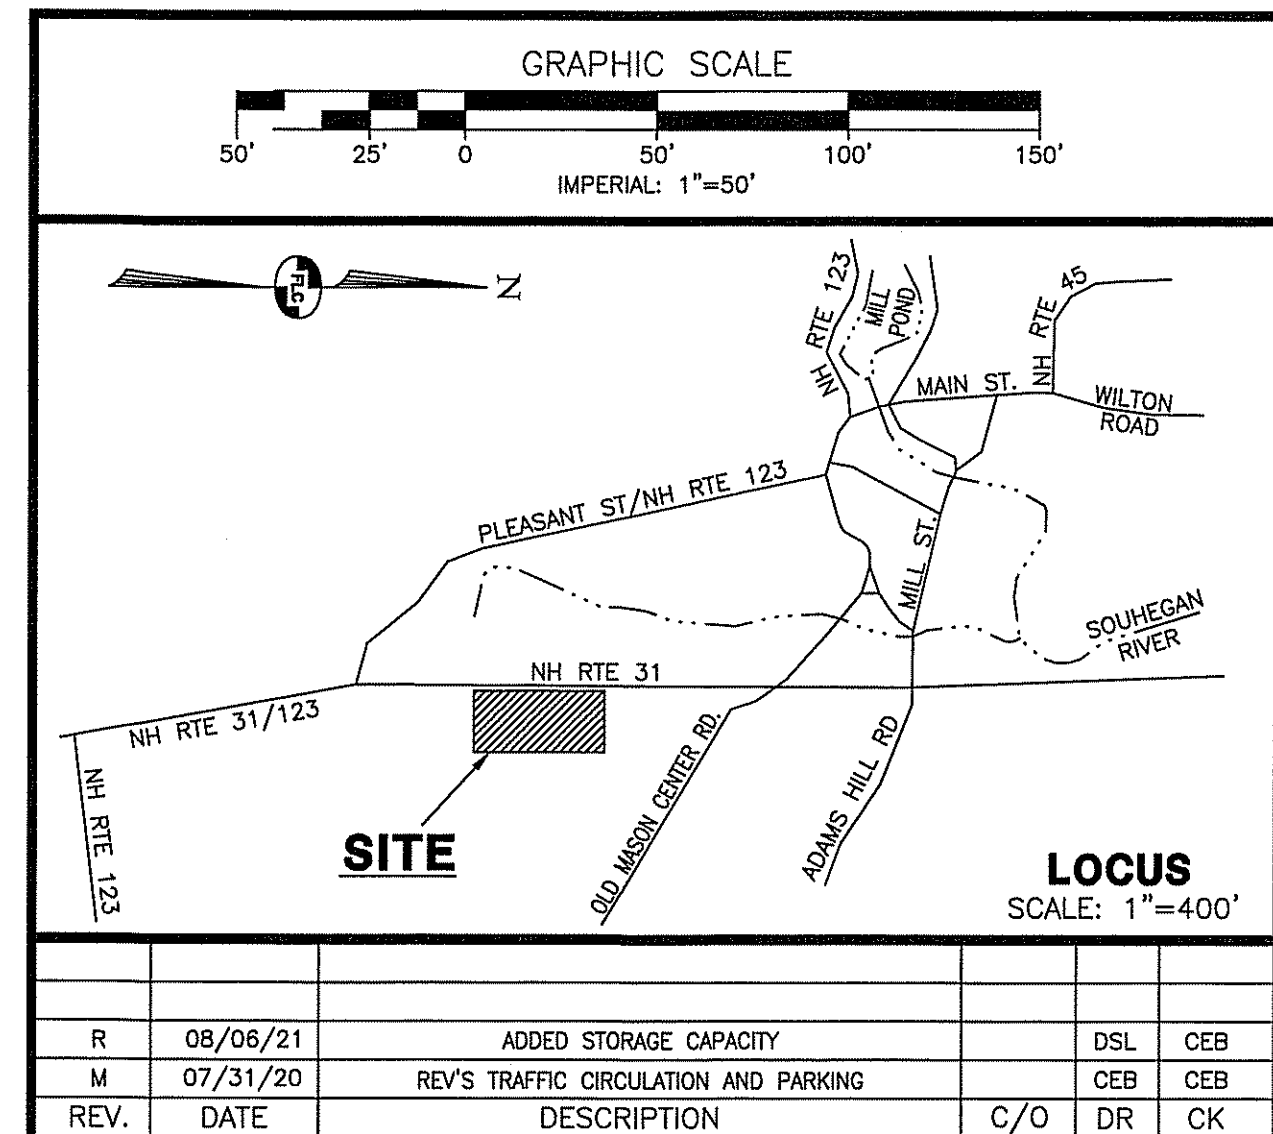 GRAPHIC SCALE
50' 25' 0 50' 100' 150'
IMPERIAL: 1"=50'
FLC
N
NH RTE 123
MILL
POND
NH RTE 45
MAIN ST.
WILTON
ROAD
PLEASANT ST/NH RTE 123
MILL ST.
SOUHEGAN
RIVER
NH RTE 31
NH RTE 31/123
NH RTE 123
OLD MASON CENTER RD.
ADAMS HILL RD
SITE
LOCUS
SCALE: 1"=400'
R 08/06/21 ADDED STORAGE CAPACITY DSL CEB
M 07/31/20 REV'S TRAFFIC CIRCULATION AND PARKING CEB CEB
REV. DATE DESCRIPTION C/O DR CK